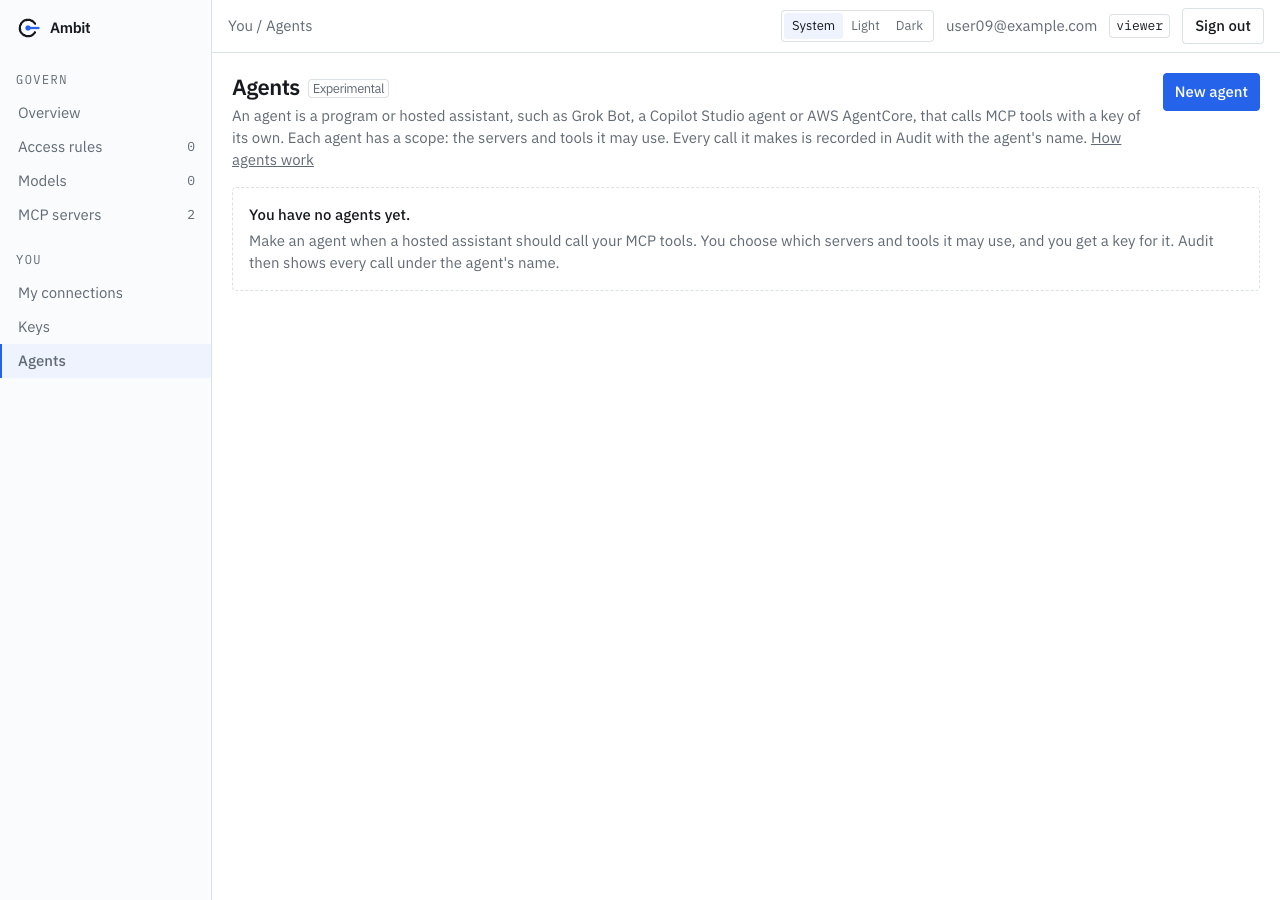 Ambit
GOVERN
Overview
Access rules 0
Models 0
MCP servers 2
YOU
My connections
Keys
Agents
You / Agents
System Light Dark
user09@example.com
viewer
Sign out
Agents Experimental
New agent
An agent is a program or hosted assistant, such as Grok Bot, a Copilot Studio agent or AWS AgentCore, that calls MCP tools with a key of
its own. Each agent has a scope: the servers and tools it may use. Every call it makes is recorded in Audit with the agent's name. How
agents work
You have no agents yet.
Make an agent when a hosted assistant should call your MCP tools. You choose which servers and tools it may use, and you get a key for it. Audit
then shows every call under the agent's name.